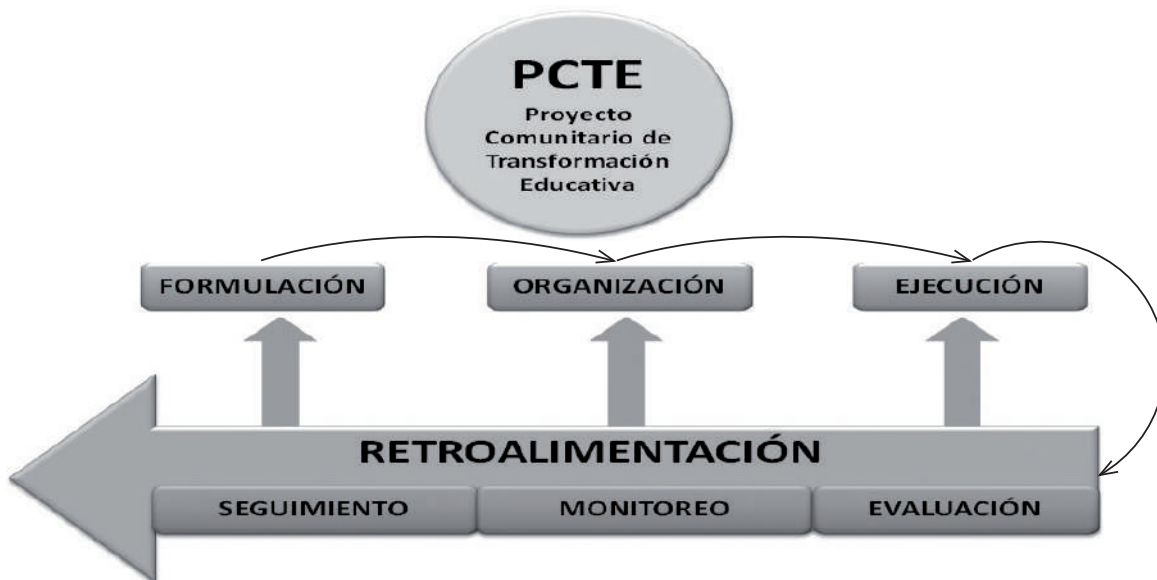 PCTE
Proyecto
Comunitario de
Transformación
Educativa
FORMULACIÓN
ORGANIZACIÓN
EJECUCIÓN
RETROALIMENTACIÓN
SEGUIMIENTO
MONITOREO
EVALUACIÓN